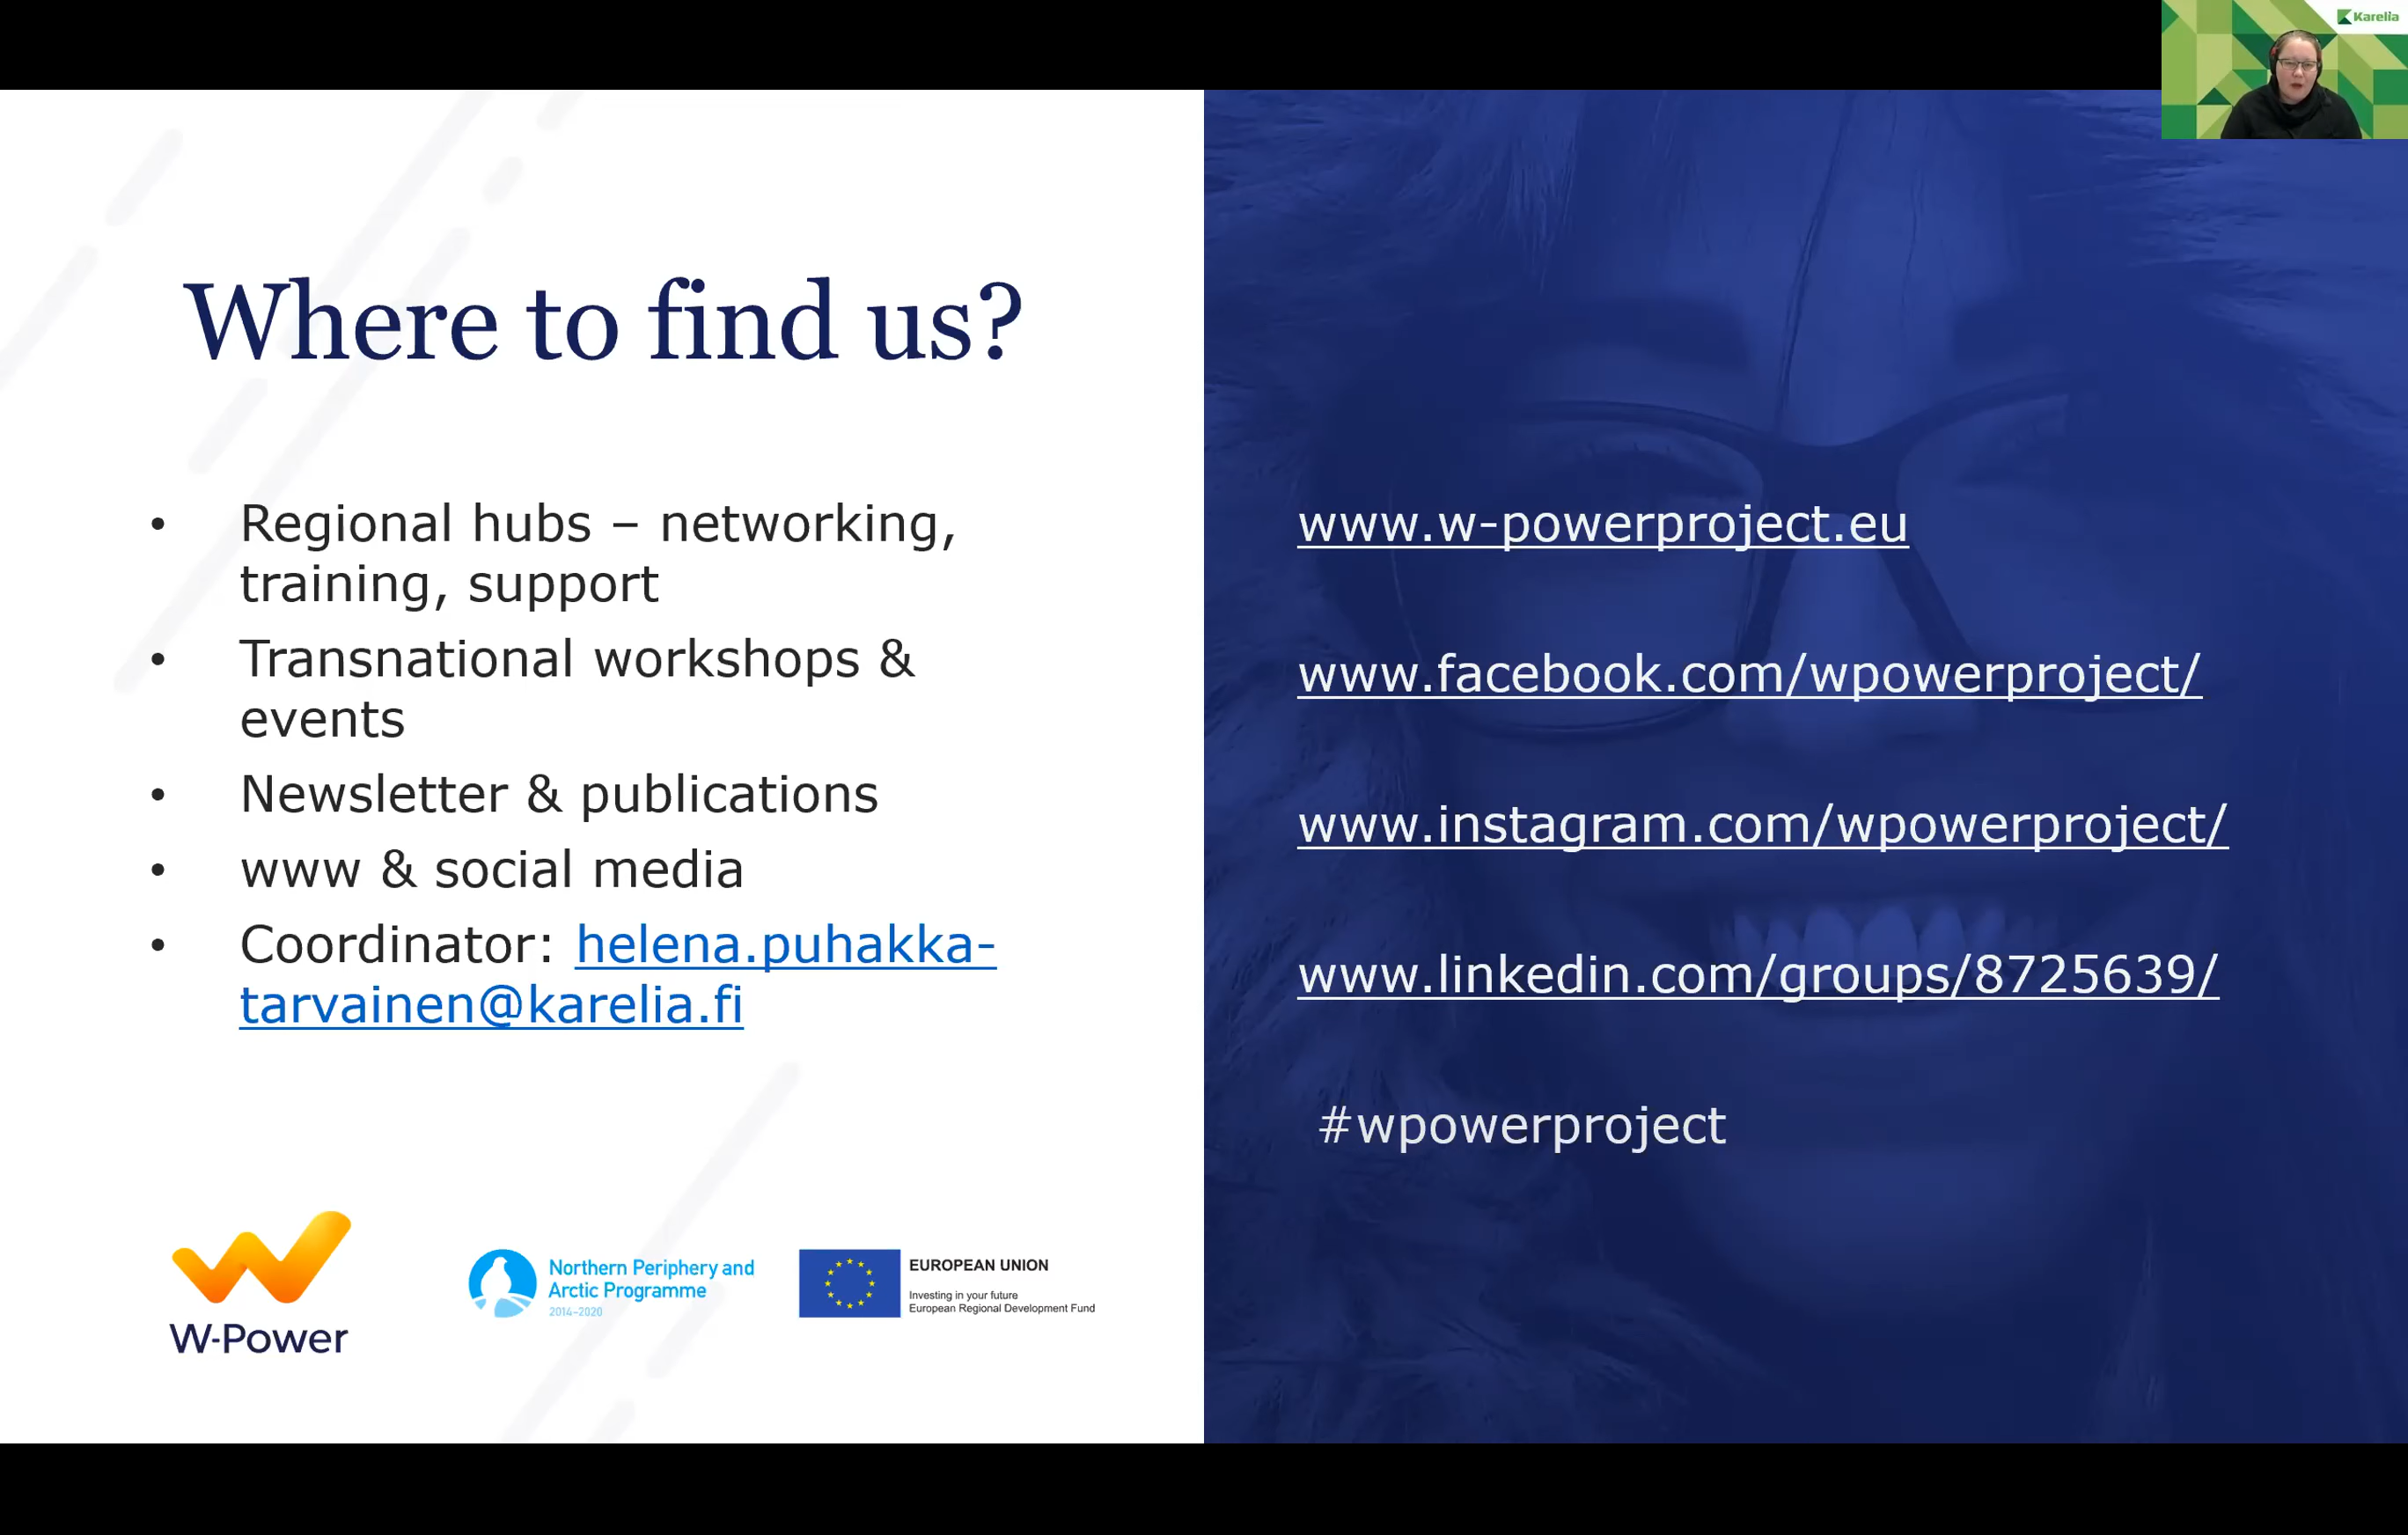 Karelia
Where to find us?
• Regional hubs – networking,
training, support
• Transnational workshops &
events
• Newsletter & publications
• www & social media
• Coordinator: helena.puhakka-
tarvainen@karelia.fi
W-Power
Northern Periphery and
Arctic Programme
2014–2020
EUROPEAN UNION
Investing in your future
European Regional Development Fund
www.w-powerproject.eu
www.facebook.com/wpowerproject/
www.instagram.com/wpowerproject/
www.linkedin.com/groups/8725639/
#wpowerproject